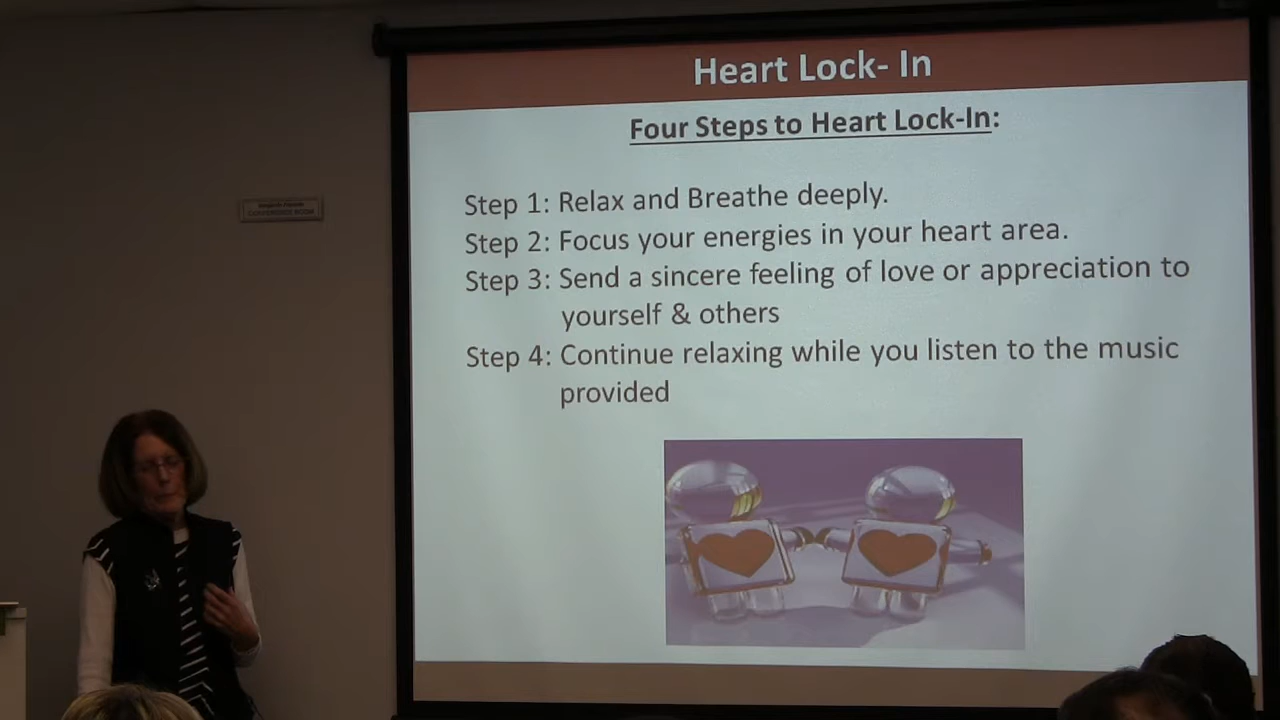 Heart Lock- In
Four Steps to Heart Lock-In:
Step 1: Relax and Breathe deeply.
Step 2: Focus your energies in your heart area.
Step 3: Send a sincere feeling of love or appreciation to
yourself & others
Step 4: Continue relaxing while you listen to the music
provided
CONFERENCE ROOM